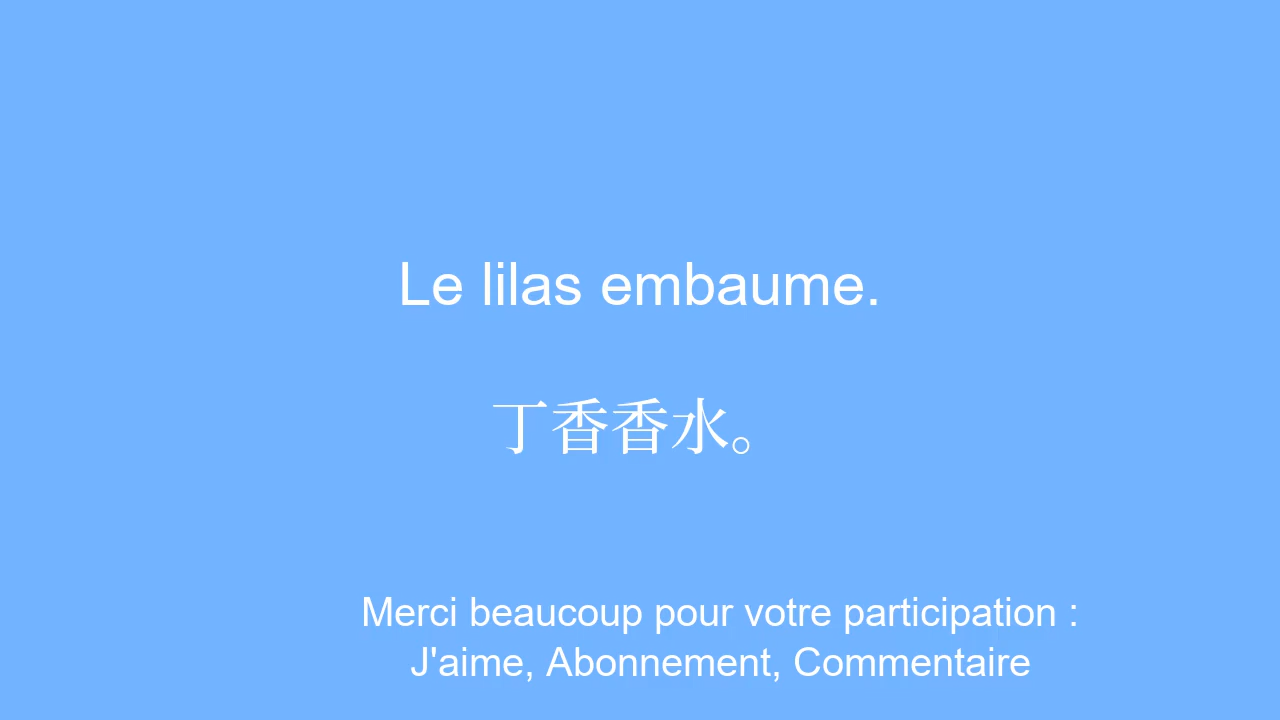 Le lilas embaume.
丁香香水。
Merci beaucoup pour votre participation :
J'aime, Abonnement, Commentaire